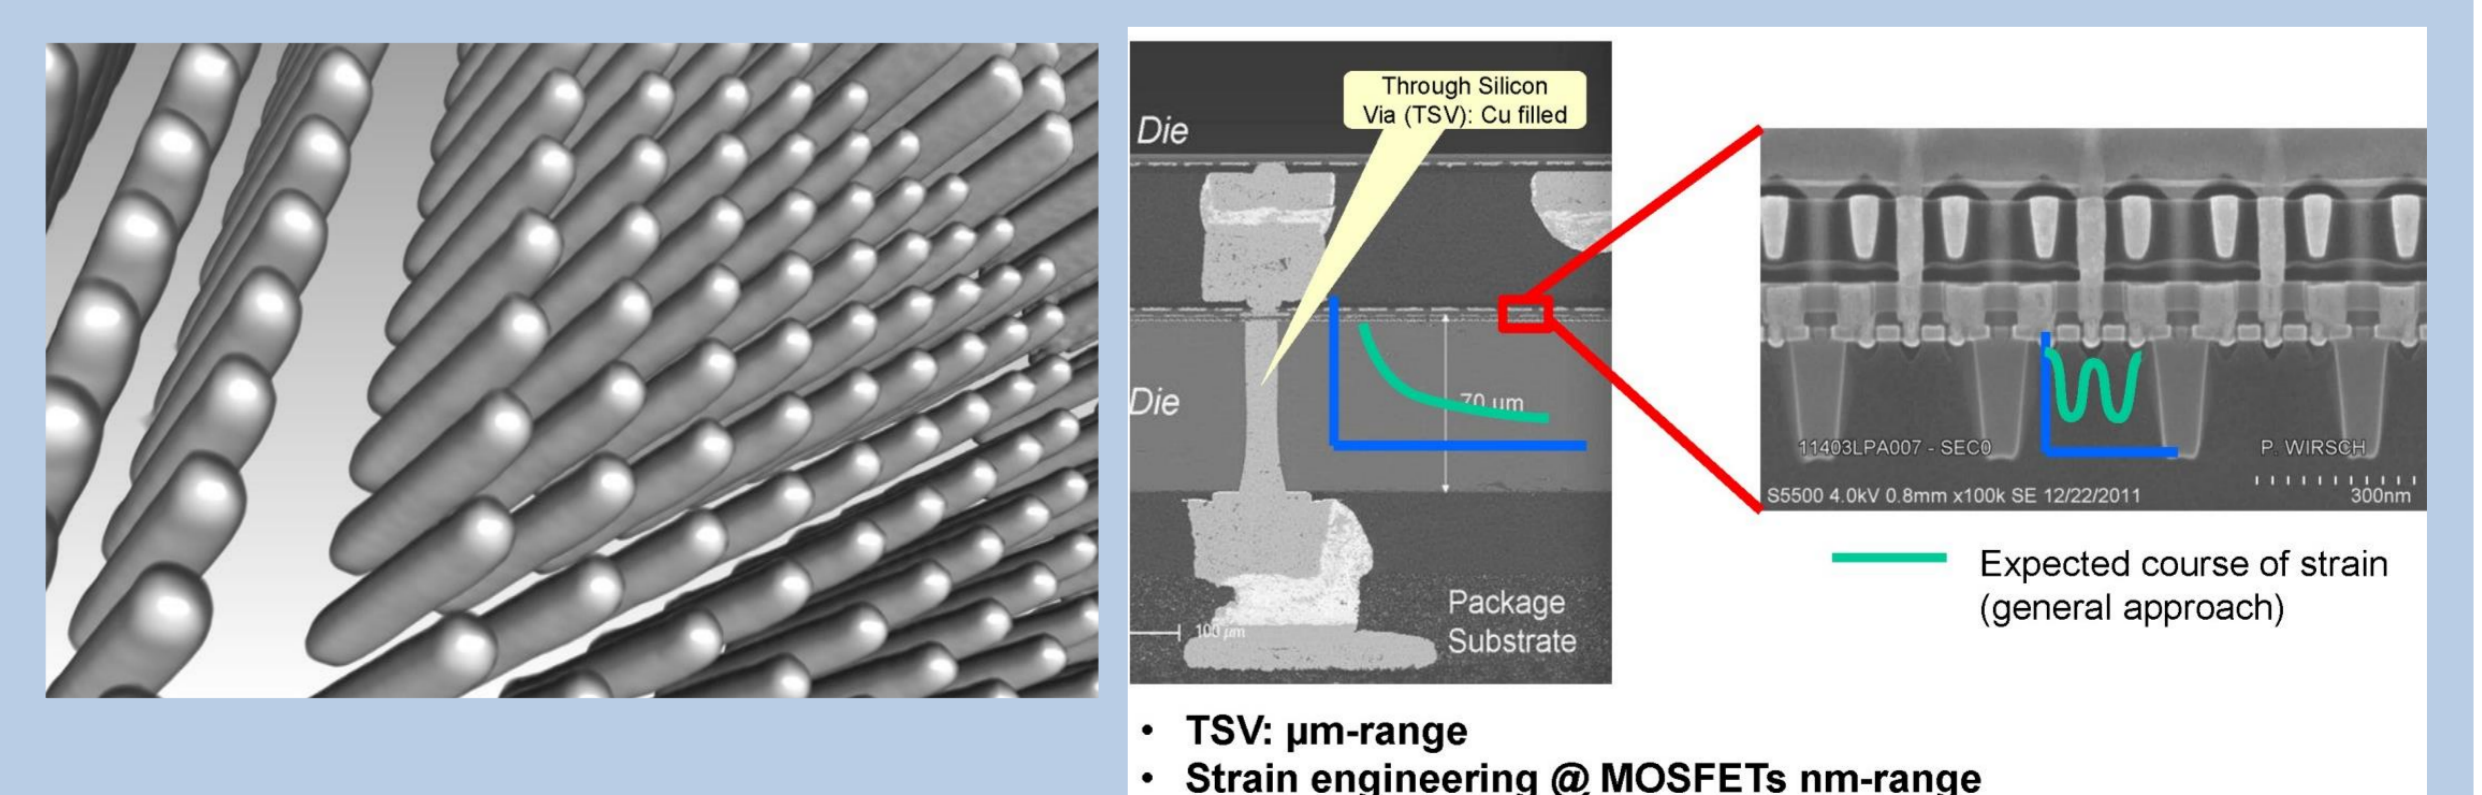 Through Silicon
Via (TSV): Cu filled
Die
Die
70 µm
Package
Substrate
100 µm
11403LPA007 - SEC0
P. WIRSCH
S5500 4.0kV 0.8mm x100k SE 12/22/2011
300nm
Expected course of strain
(general approach)
• TSV: µm-range
• Strain engineering @ MOSFETs nm-range